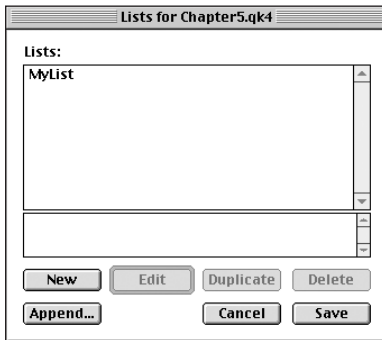 Lists for Chapter5.qk4
Lists:
MyList
New Edit Duplicate Delete
Append... Cancel Save